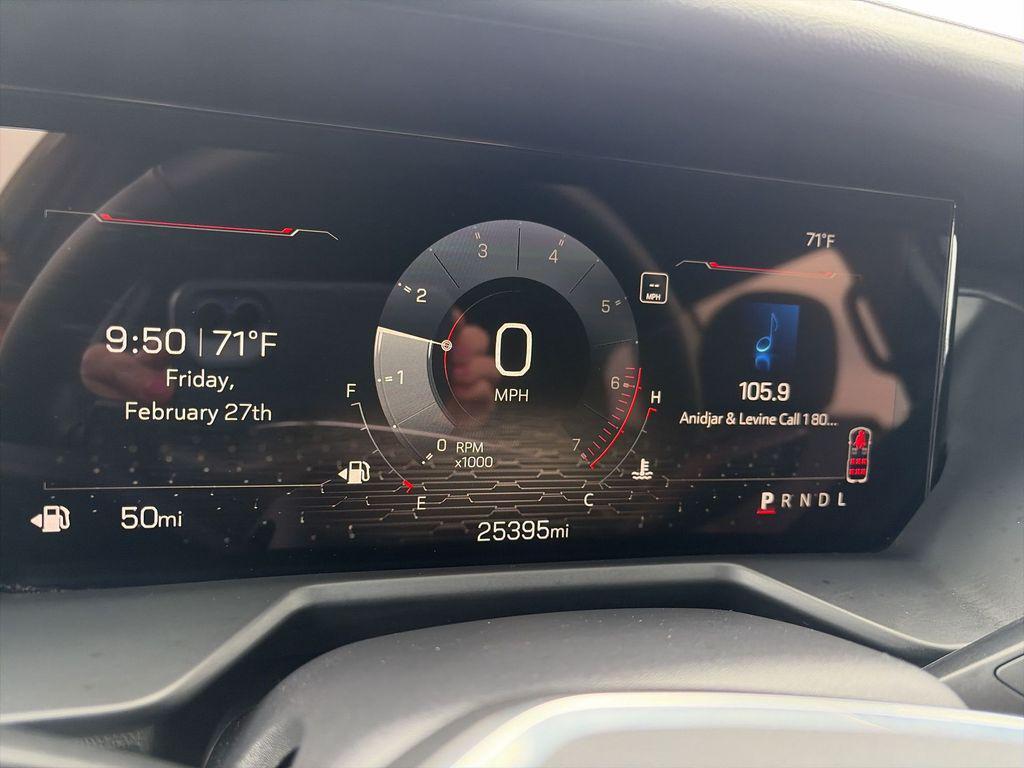 71°F
9:50 | 71°F
Friday,
February 27th
50mi
0
1
2
3
4
5
6
7
RPM
x1000
0
MPH
F
E
H
C
25395mi
--
MPH
105.9
Anidjar & Levine Call 1 80...
P R N D L